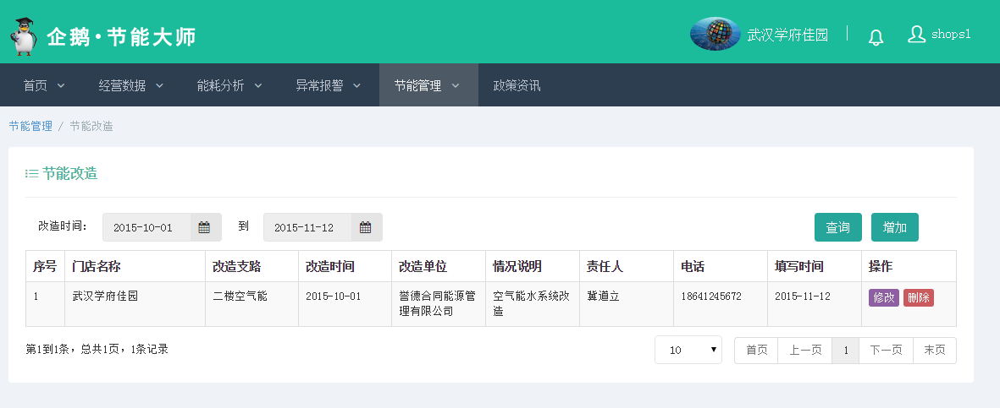 企鹅·节能大师
武汉学府佳园
shops1
首页 经营数据 能耗分析 异常报警 节能管理 政策资讯
节能管理 / 节能改造
节能改造
改造时间： 2015-10-01 到 2015-11-12 查询 增加
序号 门店名称 改造支路 改造时间 改造单位 情况说明 责任人 电话 填写时间 操作
1 武汉学府佳园 二楼空气能 2015-10-01 誉德合同能源管 空气能水系统改 冀道立 18641245672 2015-11-12 修改 删除
理有限公司 造
第1到1条，总共1页，1条记录 10 首页 上一页 1 下一页 末页